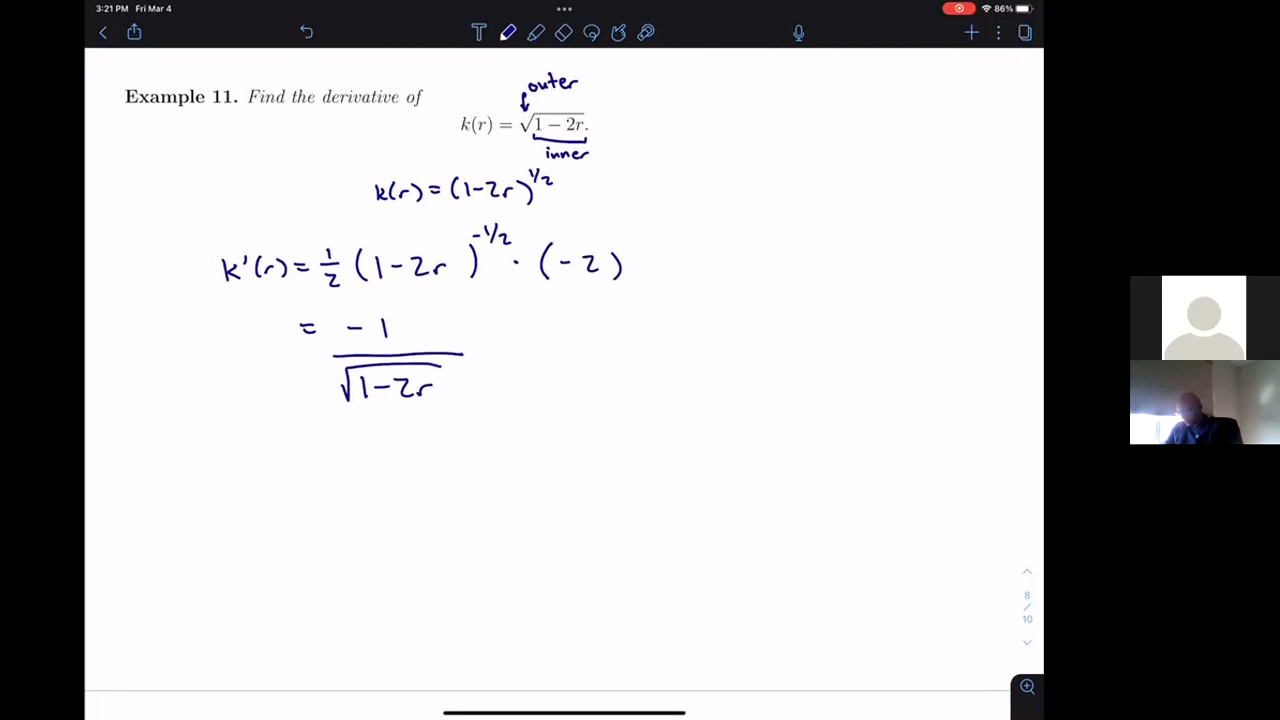 3:21 PM Fri Mar 4
86%
T
outer
Example 11. Find the derivative of
k(r) = √1 − 2r.
inner
k(r) = (1-2r)^1/2
k'(r) = 1/2 (1-2r)^-1/2 · (-2)
= -1/√1-2r
8
/
10